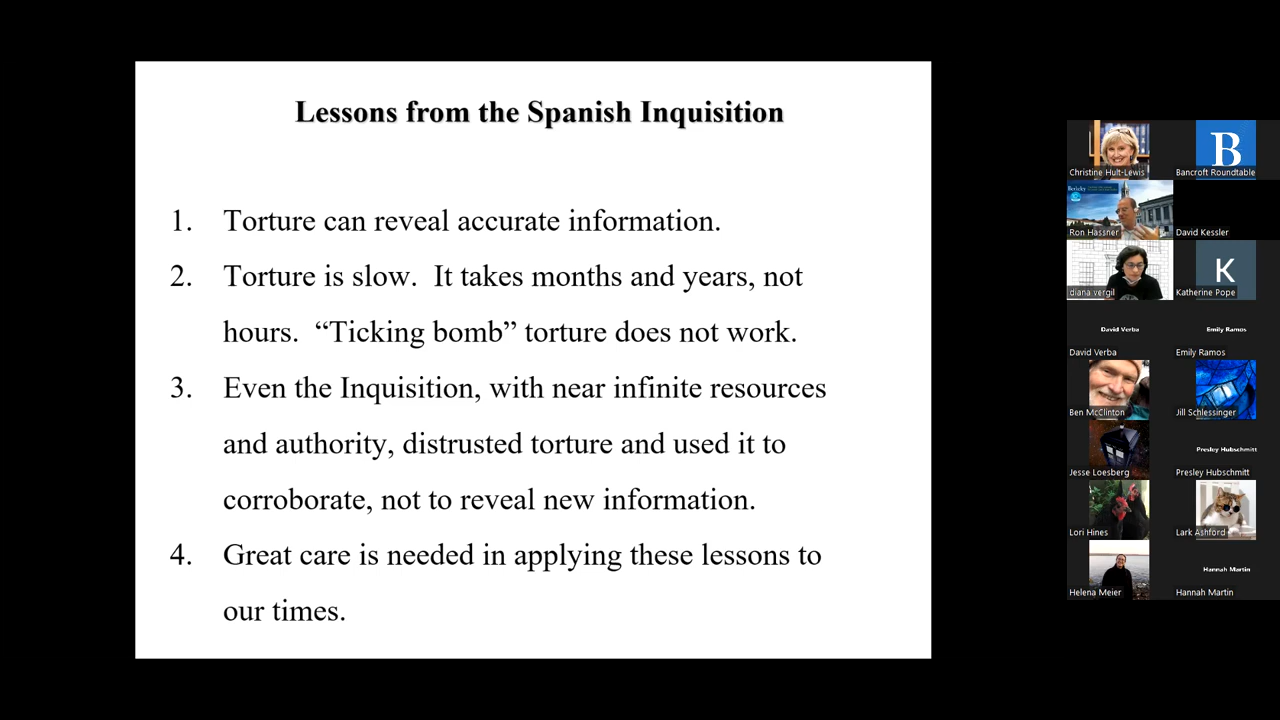 Lessons from the Spanish Inquisition
1. Torture can reveal accurate information.
2. Torture is slow. It takes months and years, not
hours. “Ticking bomb” torture does not work.
3. Even the Inquisition, with near infinite resources
and authority, distrusted torture and used it to
corroborate, not to reveal new information.
4. Great care is needed in applying these lessons to
our times.
Christine Hult-Lewis
B
Bancroft Roundtable
Berkeley
Ron Hassner
David Kessler
diana vergil
K
Katherine Pope
David Verba
David Verba
Emily Ramos
Emily Ramos
Ben McClinton
Jill Schlessinger
Jesse Loesberg
Presley Hubschmitt
Presley Hubschmitt
Lori Hines
Lark Ashford
Helena Meier
Hannah Martin
Hannah Martin